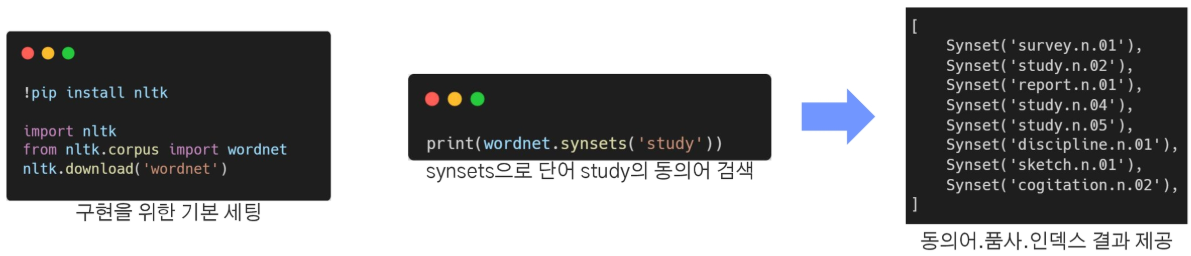 !pip install nltk
import nltk
from nltk.corpus import wordnet
nltk.download('wordnet')
구현을 위한 기본 세팅
print(wordnet.synsets('study'))
synsets으로 단어 study의 동의어 검색
[
Synset('survey.n.01'),
Synset('study.n.02'),
Synset('report.n.01'),
Synset('study.n.04'),
Synset('study.n.05'),
Synset('discipline.n.01'),
Synset('sketch.n.01'),
Synset('cogitation.n.02'),
]
동의어.품사.인덱스 결과 제공